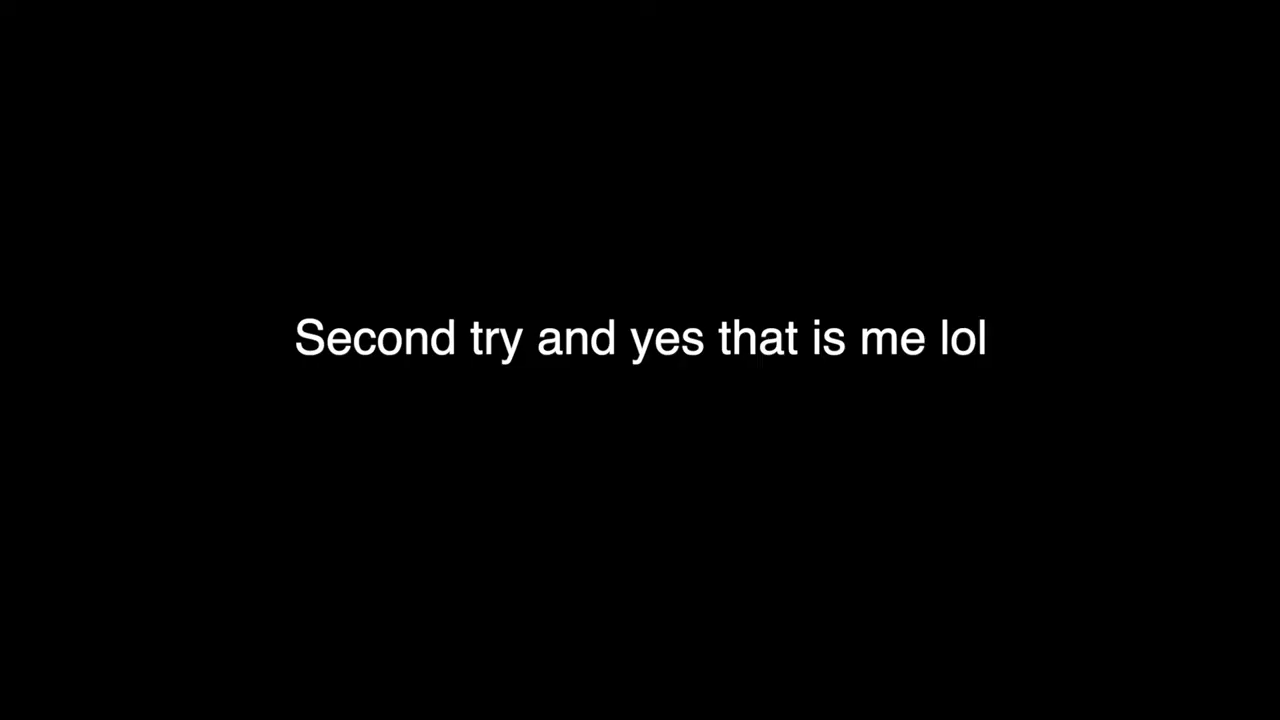 Second try and yes that is me lol